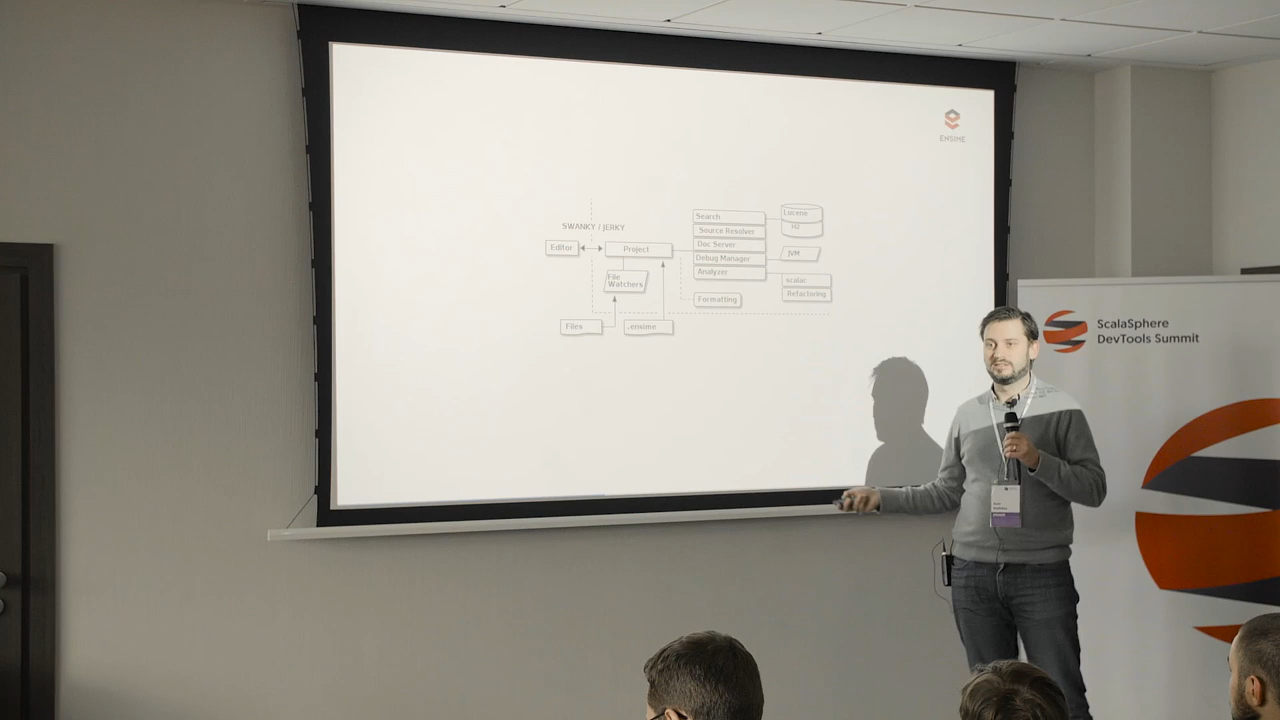 ENSIME
SWANKY / JERKY
Editor
Project
File
Watchers
Files
.ensime
Search
Source Resolver
Doc Server
Debug Manager
Analyzer
Formatting
Lucene
H2
JVM
scalac
Refactoring
ScalaSphere
DevTools Summit